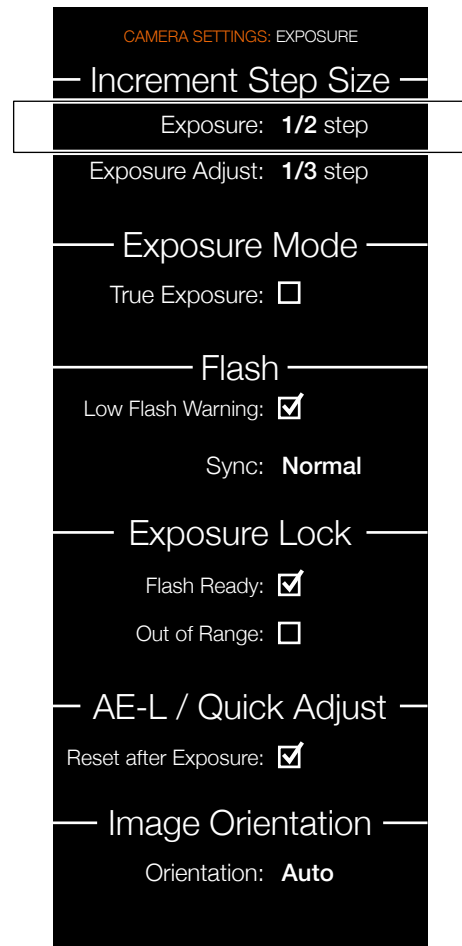 CAMERA SETTINGS: EXPOSURE
Increment Step Size
Exposure: 1/2 step
Exposure Adjust: 1/3 step
Exposure Mode
True Exposure:
Flash
Low Flash Warning:
Sync: Normal
Exposure Lock
Flash Ready:
Out of Range:
AE-L / Quick Adjust
Reset after Exposure:
Image Orientation
Orientation: Auto